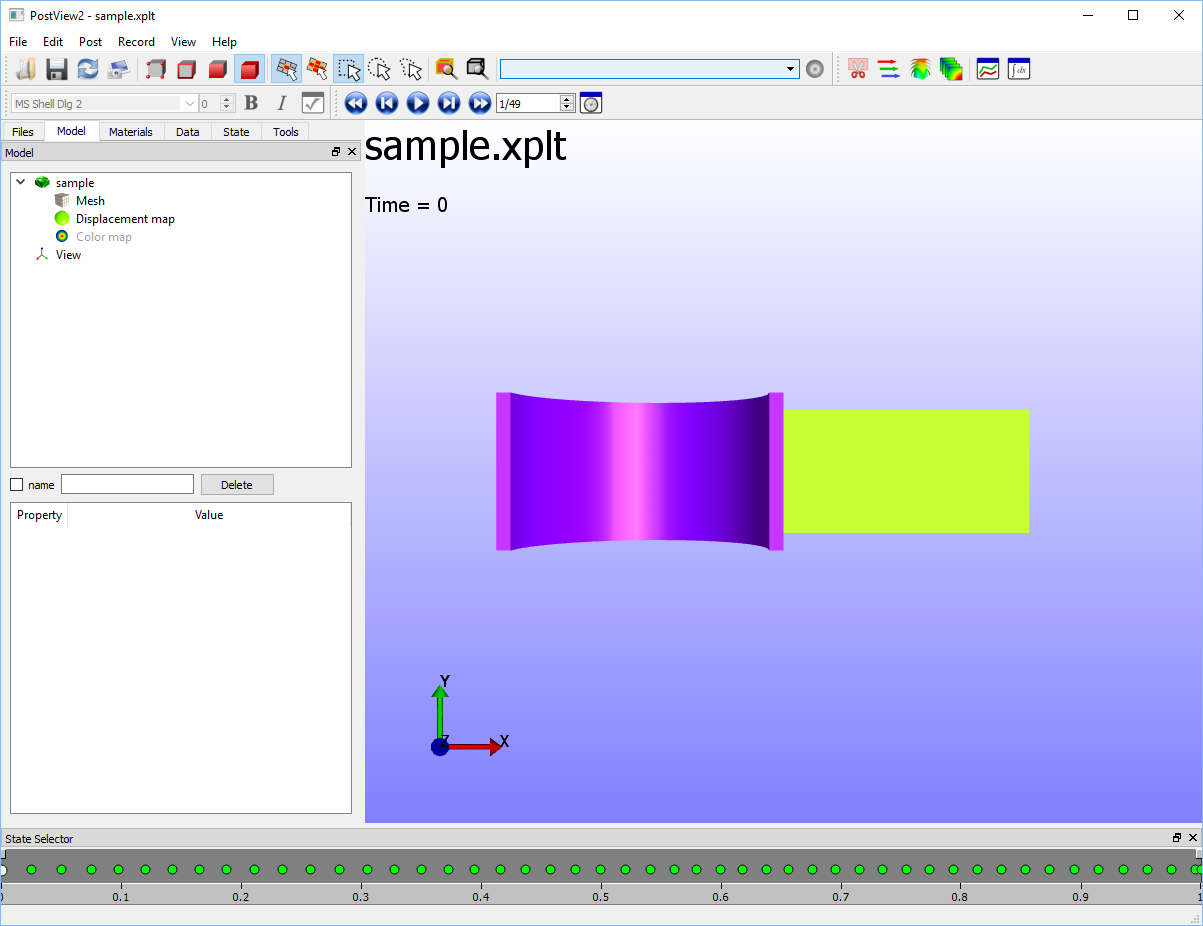 PostView2 - sample.xplt
File Edit Post Record View Help
MS Shell Dlg 2 0 B I 1/49
Files Model Materials Data State Tools
Model
sample.xplt
sample
Mesh
Displacement map
Color map
View
Time = 0
name Delete
Property Value
Y
Z X
State Selector
0.1 0.2 0.3 0.4 0.5 0.6 0.7 0.8 0.9 1